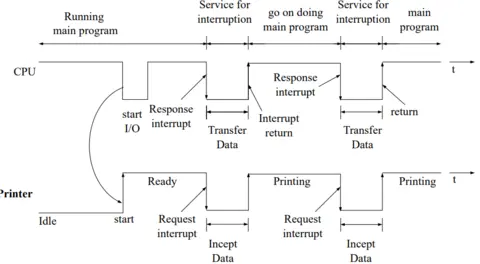 Running
main program
Service for
interruption
go on doing
main program
Service for
interruption
main
program
CPU
t
start
I/O
Response
interrupt
Transfer
Data
Interrupt
return
Response
interrupt
Transfer
Data
return
Printer
Idle
start
Ready
Request
interrupt
Incept
Data
Printing
Request
interrupt
Incept
Data
Printing
t